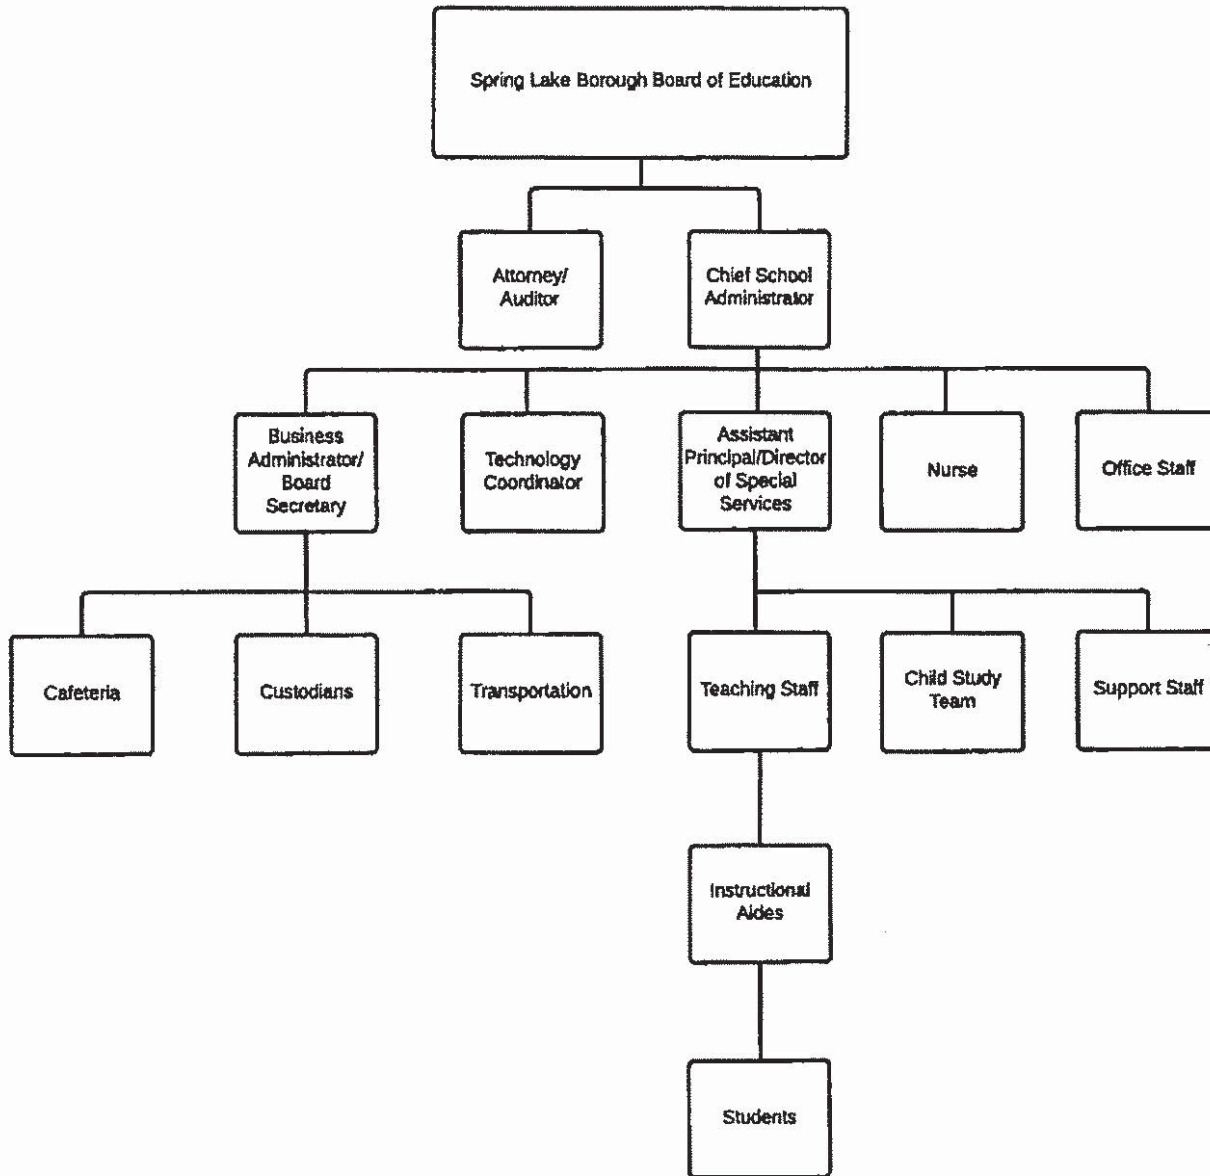 Spring Lake Borough Board of Education
Attorney/
Auditor
Chief School
Administrator
Business
Administrator/
Board
Secretary
Technology
Coordinator
Assistant
Principal/Director
of Special
Services
Nurse
Office Staff
Cafeteria
Custodians
Transportation
Teaching Staff
Child Study
Team
Support Staff
Instructional
Aides
Students